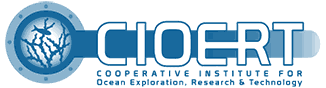 CIOERT
COOPERATIVE INSTITUTE FOR
Ocean Exploration, Research & Technology